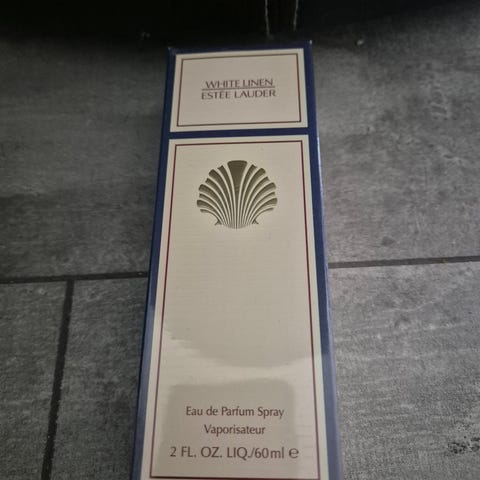 WHITE LINEN
ESTĒE LAUDER
Eau de Parfum Spray
Vaporisateur
2 FL. OZ. LIQ./60ml ℮